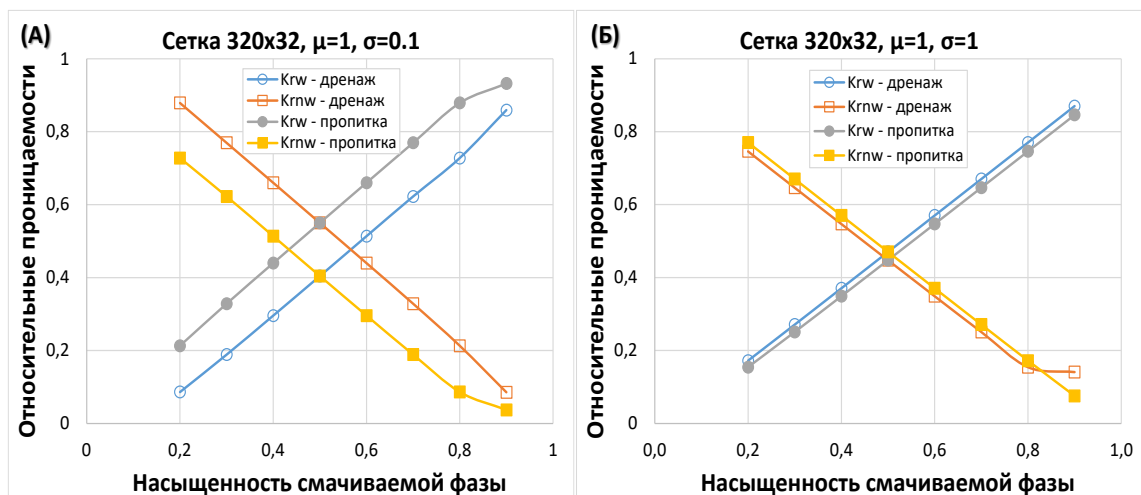 (А)
Сетка 320x32, μ=1, σ=0.1
Относительные проницаемости
1
0,8
0,6
0,4
0,2
0
Krw - дренаж
Krnw - дренаж
Krw - пропитка
Krnw - пропитка
0 0,2 0,4 0,6 0,8 1
Насыщенность смачиваемой фазы
(Б)
Сетка 320x32, μ=1, σ=1
Относительные проницаемости
1
0,8
0,6
0,4
0,2
0
Krw - дренаж
Krnw - дренаж
Krw - пропитка
Krnw - пропитка
0,0 0,2 0,4 0,6 0,8 1,0
Насыщенность смачиваемой фазы